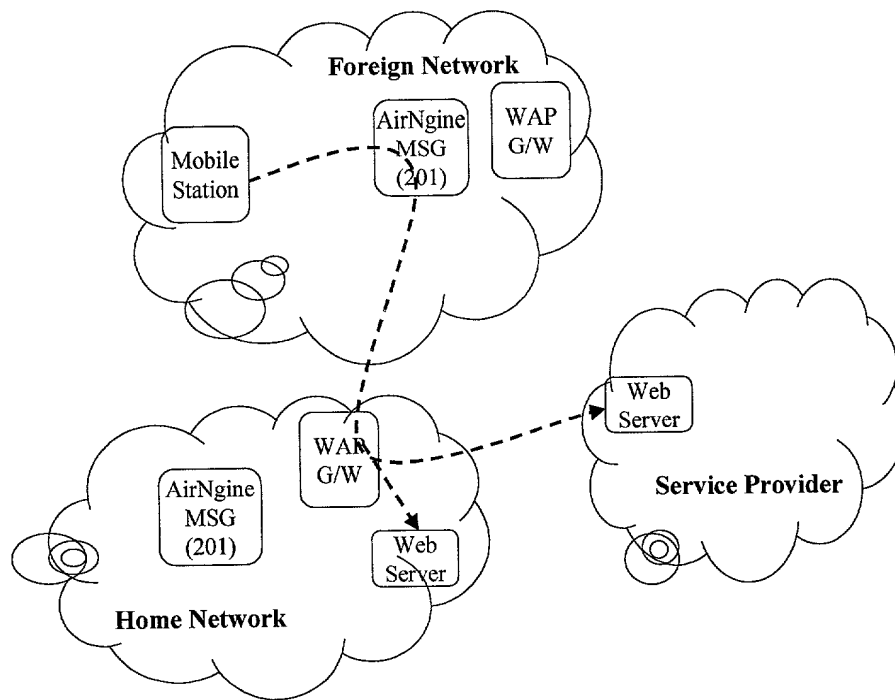 Foreign Network
AirNgine
MSG
(201)
WAP
G/W
Mobile
Station
Web
Server
Service Provider
WAP
G/W
AirNgine
MSG
(201)
Web
Server
Home Network